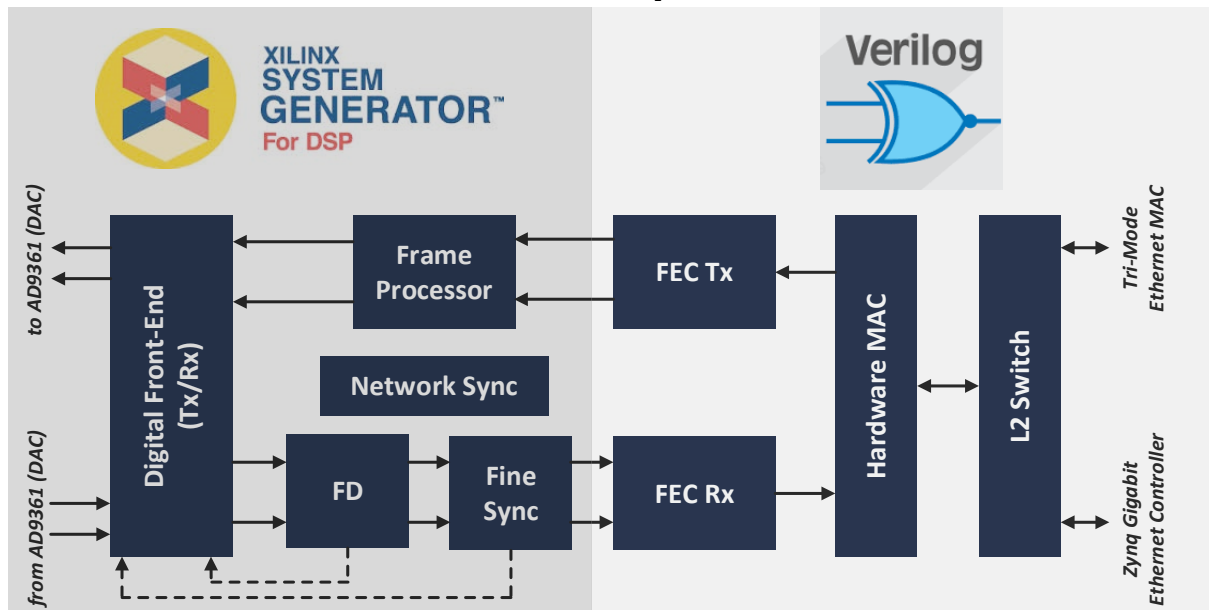 XILINX
SYSTEM
GENERATOR™
For DSP
Verilog
to AD9361 (DAC)
Digital Front-End
(Tx/Rx)
Frame
Processor
FEC Tx
Hardware MAC
L2 Switch
Tri-Mode
Ethernet MAC
Network Sync
from AD9361 (DAC)
FD
Fine
Sync
FEC Rx
Zynq Gigabit
Ethernet Controller